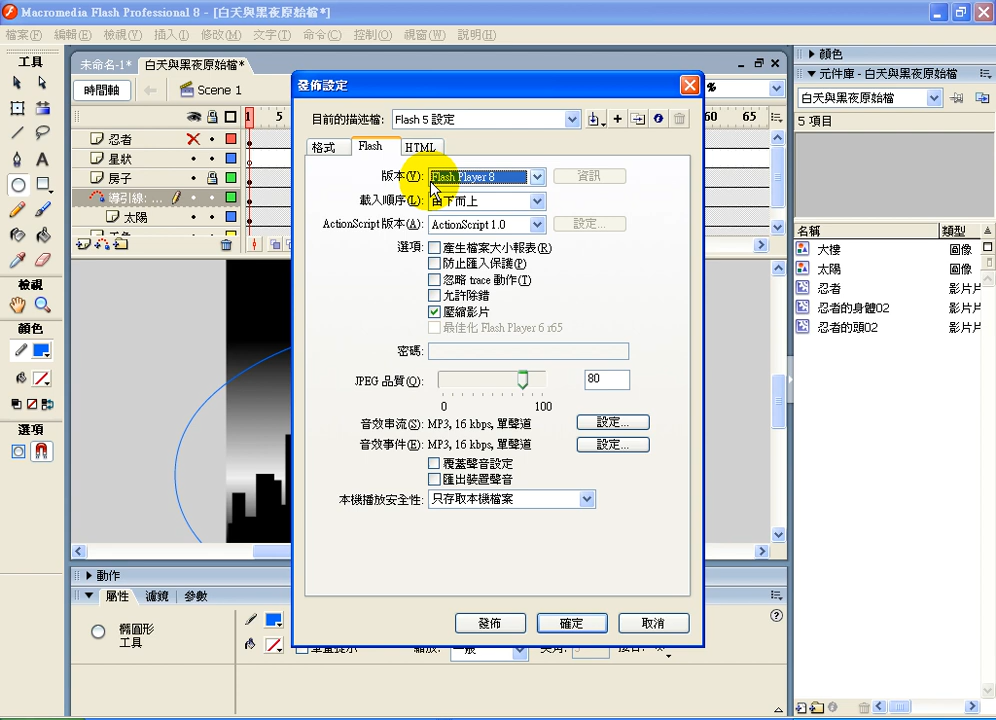 Macromedia Flash Professional 8 - [白天與黑夜原始檔*]
檔案(F) 編輯(E) 檢視(V) 插入(I) 修改(M) 文字(T) 命令(C) 控制(O) 視窗(W) 說明(H)
工具
未命名-1* 白天與黑夜原始檔*
時間軸 Scene 1 %
1 5 60 65
忍者
星狀
房子
導引線: ...
太陽
檢視
顏色
選項
發佈設定
目前的描述檔: Flash 5 設定
格式 Flash HTML
版本(V): Flash Player 8 資訊
載入順序(L): 由下而上
ActionScript 版本(A): ActionScript 1.0 設定...
選項: 產生檔案大小報表(R)
防止匯入保護(P)
忽略 trace 動作(T)
允許除錯
壓縮影片
最佳化 Flash Player 6 r65
密碼:
JPEG 品質(Q): 80
0 100
音效串流(S): MP3, 16 kbps, 單聲道 設定...
音效事件(E): MP3, 16 kbps, 單聲道 設定...
覆蓋聲音設定
匯出裝置聲音
本機播放安全性: 只存取本機檔案
發佈 確定 取消
顏色
元件庫 - 白天與黑夜原始檔
白天與黑夜原始檔
5 項目
名稱 類型
大樓 圖像
太陽 圖像
忍者 影片片
忍者的身體02 影片片
忍者的頭02 影片片
動作
屬性 濾鏡 參數
橢圓形
工具